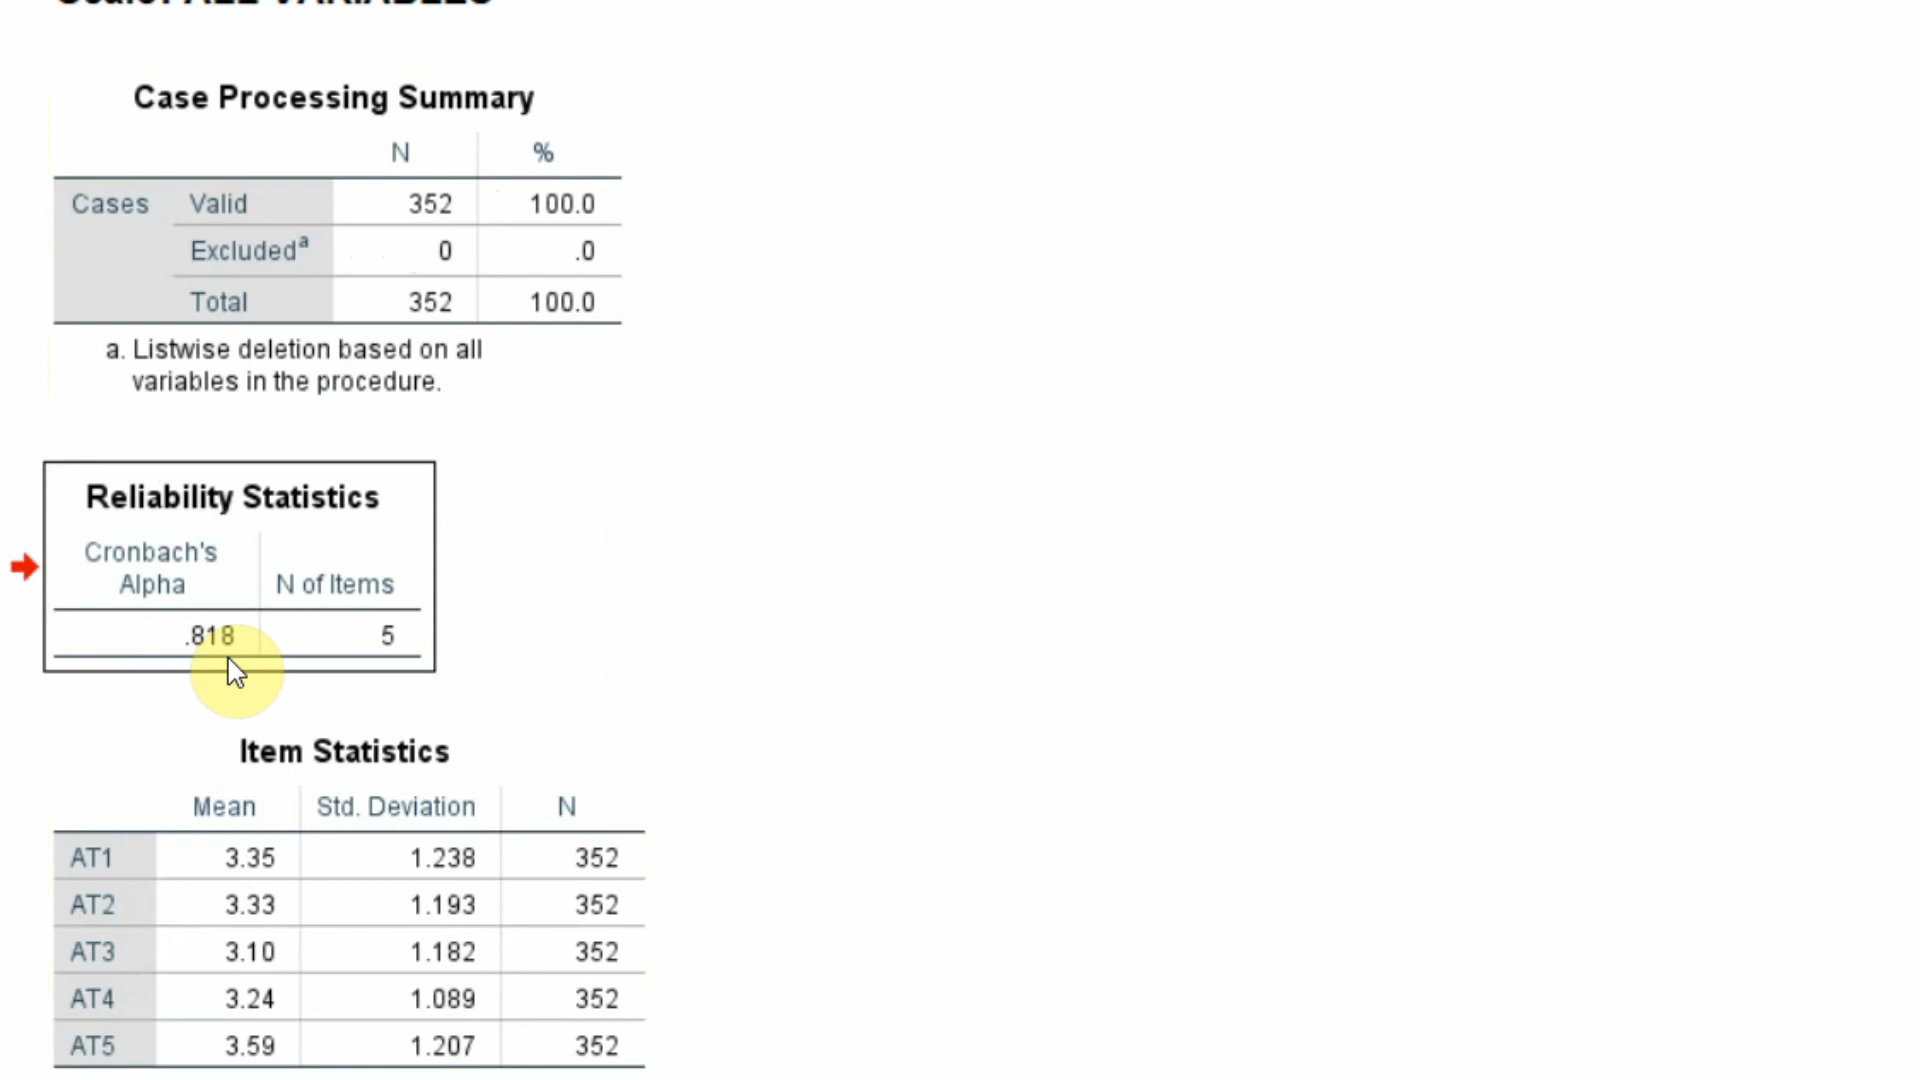 Scale: ALL VARIABLES
Case Processing Summary
N %
Cases Valid 352 100.0
Excludedª 0 .0
Total 352 100.0
a. Listwise deletion based on all
variables in the procedure.
Reliability Statistics
Cronbach's
Alpha N of Items
.818 5
Item Statistics
Mean Std. Deviation N
AT1 3.35 1.238 352
AT2 3.33 1.193 352
AT3 3.10 1.182 352
AT4 3.24 1.089 352
AT5 3.59 1.207 352